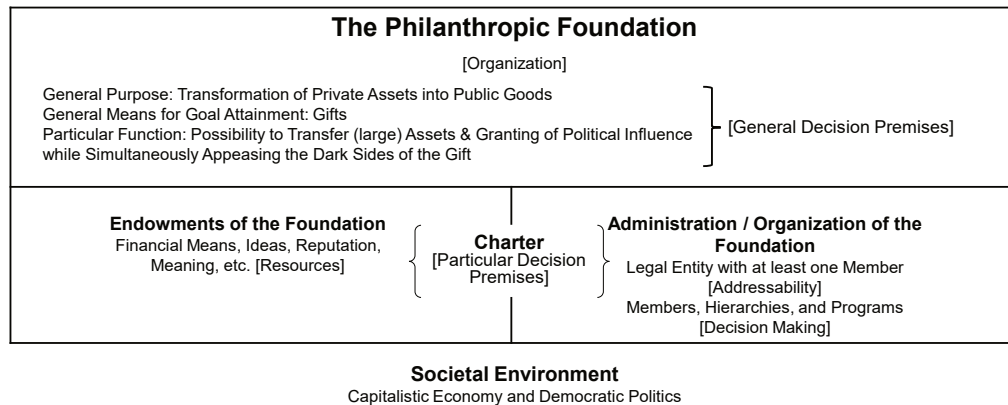 The Philanthropic Foundation
[Organization]
General Purpose: Transformation of Private Assets into Public Goods
General Means for Goal Attainment: Gifts
Particular Function: Possibility to Transfer (large) Assets & Granting of Political Influence
while Simultaneously Appeasing the Dark Sides of the Gift
[General Decision Premises]
Endowments of the Foundation
Financial Means, Ideas, Reputation,
Meaning, etc. [Resources]
Charter
[Particular Decision
Premises]
Administration / Organization of the
Foundation
Legal Entity with at least one Member
[Addressability]
Members, Hierarchies, and Programs
[Decision Making]
Societal Environment
Capitalistic Economy and Democratic Politics